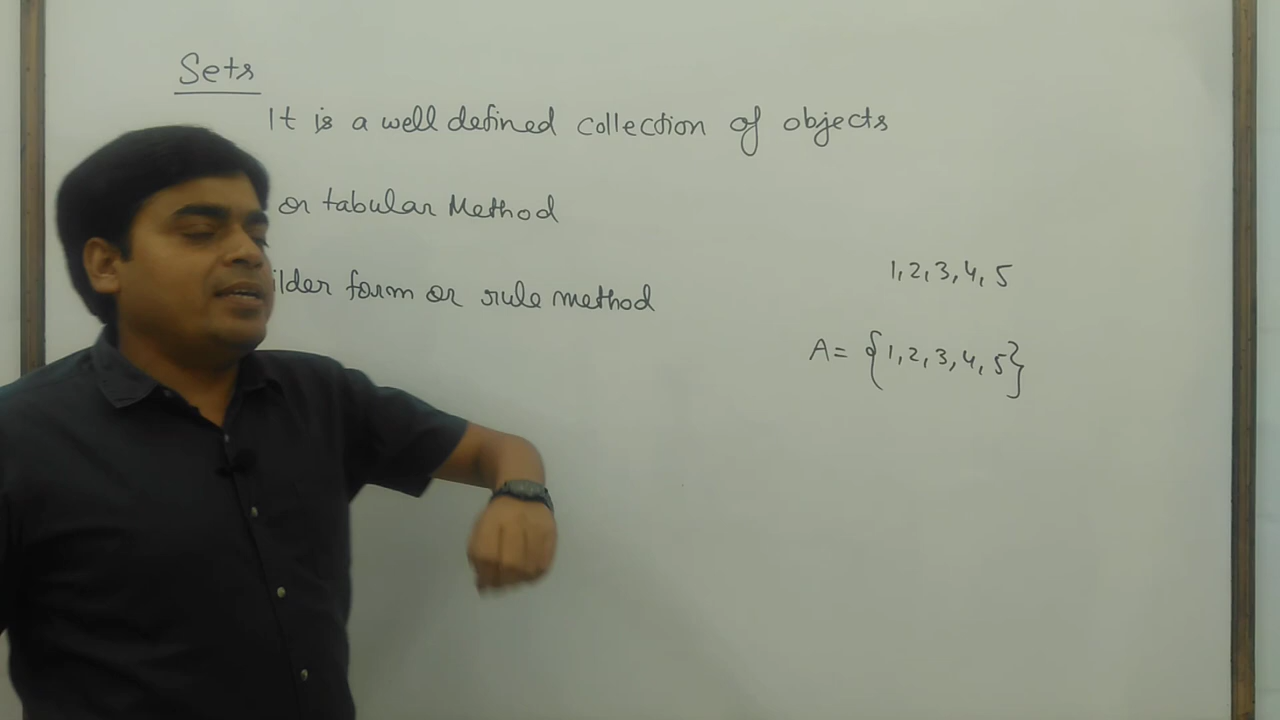 Sets
It is a well defined collection of objects
or tabular Method
ilder form or rule method
1, 2, 3, 4, 5
A = {1, 2, 3, 4, 5}